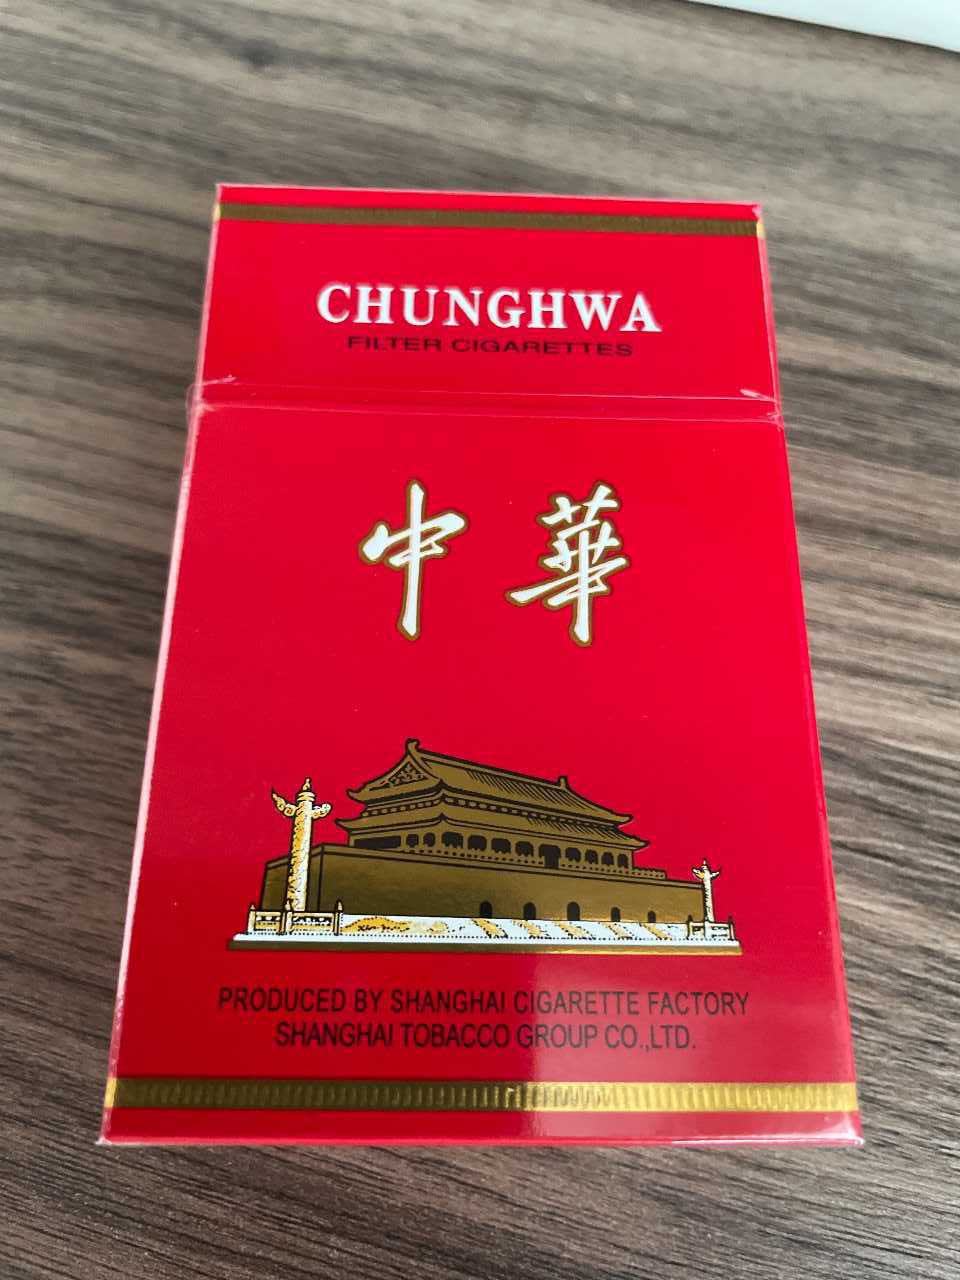 CHUNGHWA
FILTER CIGARETTES
中華
PRODUCED BY SHANGHAI CIGARETTE FACTORY
SHANGHAI TOBACCO GROUP CO.,LTD.